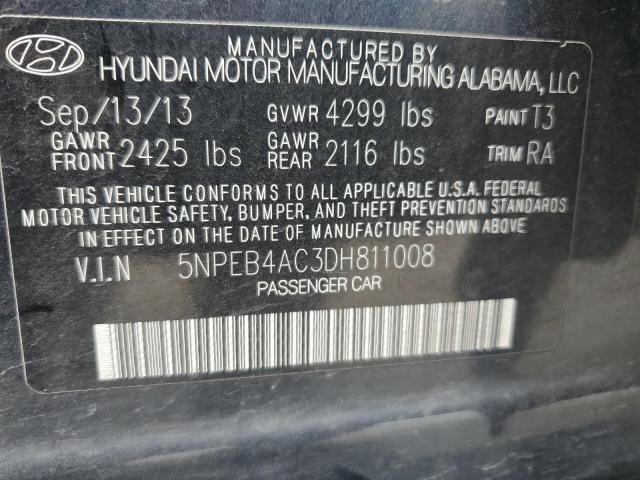 MANUFACTURED BY
HYUNDAI MOTOR MANUFACTURING ALABAMA, LLC
Sep/13/13 GVWR 4299 lbs PAINT T3
GAWR FRONT 2425 lbs GAWR REAR 2116 lbs TRIM RA
THIS VEHICLE CONFORMS TO ALL APPLICABLE U.S.A. FEDERAL
MOTOR VEHICLE SAFETY, BUMPER, AND THEFT PREVENTION STANDARDS
IN EFFECT ON THE DATE OF MANUFACTURE SHOWN ABOVE
V.I.N 5NPEB4AC3DH811008
PASSENGER CAR